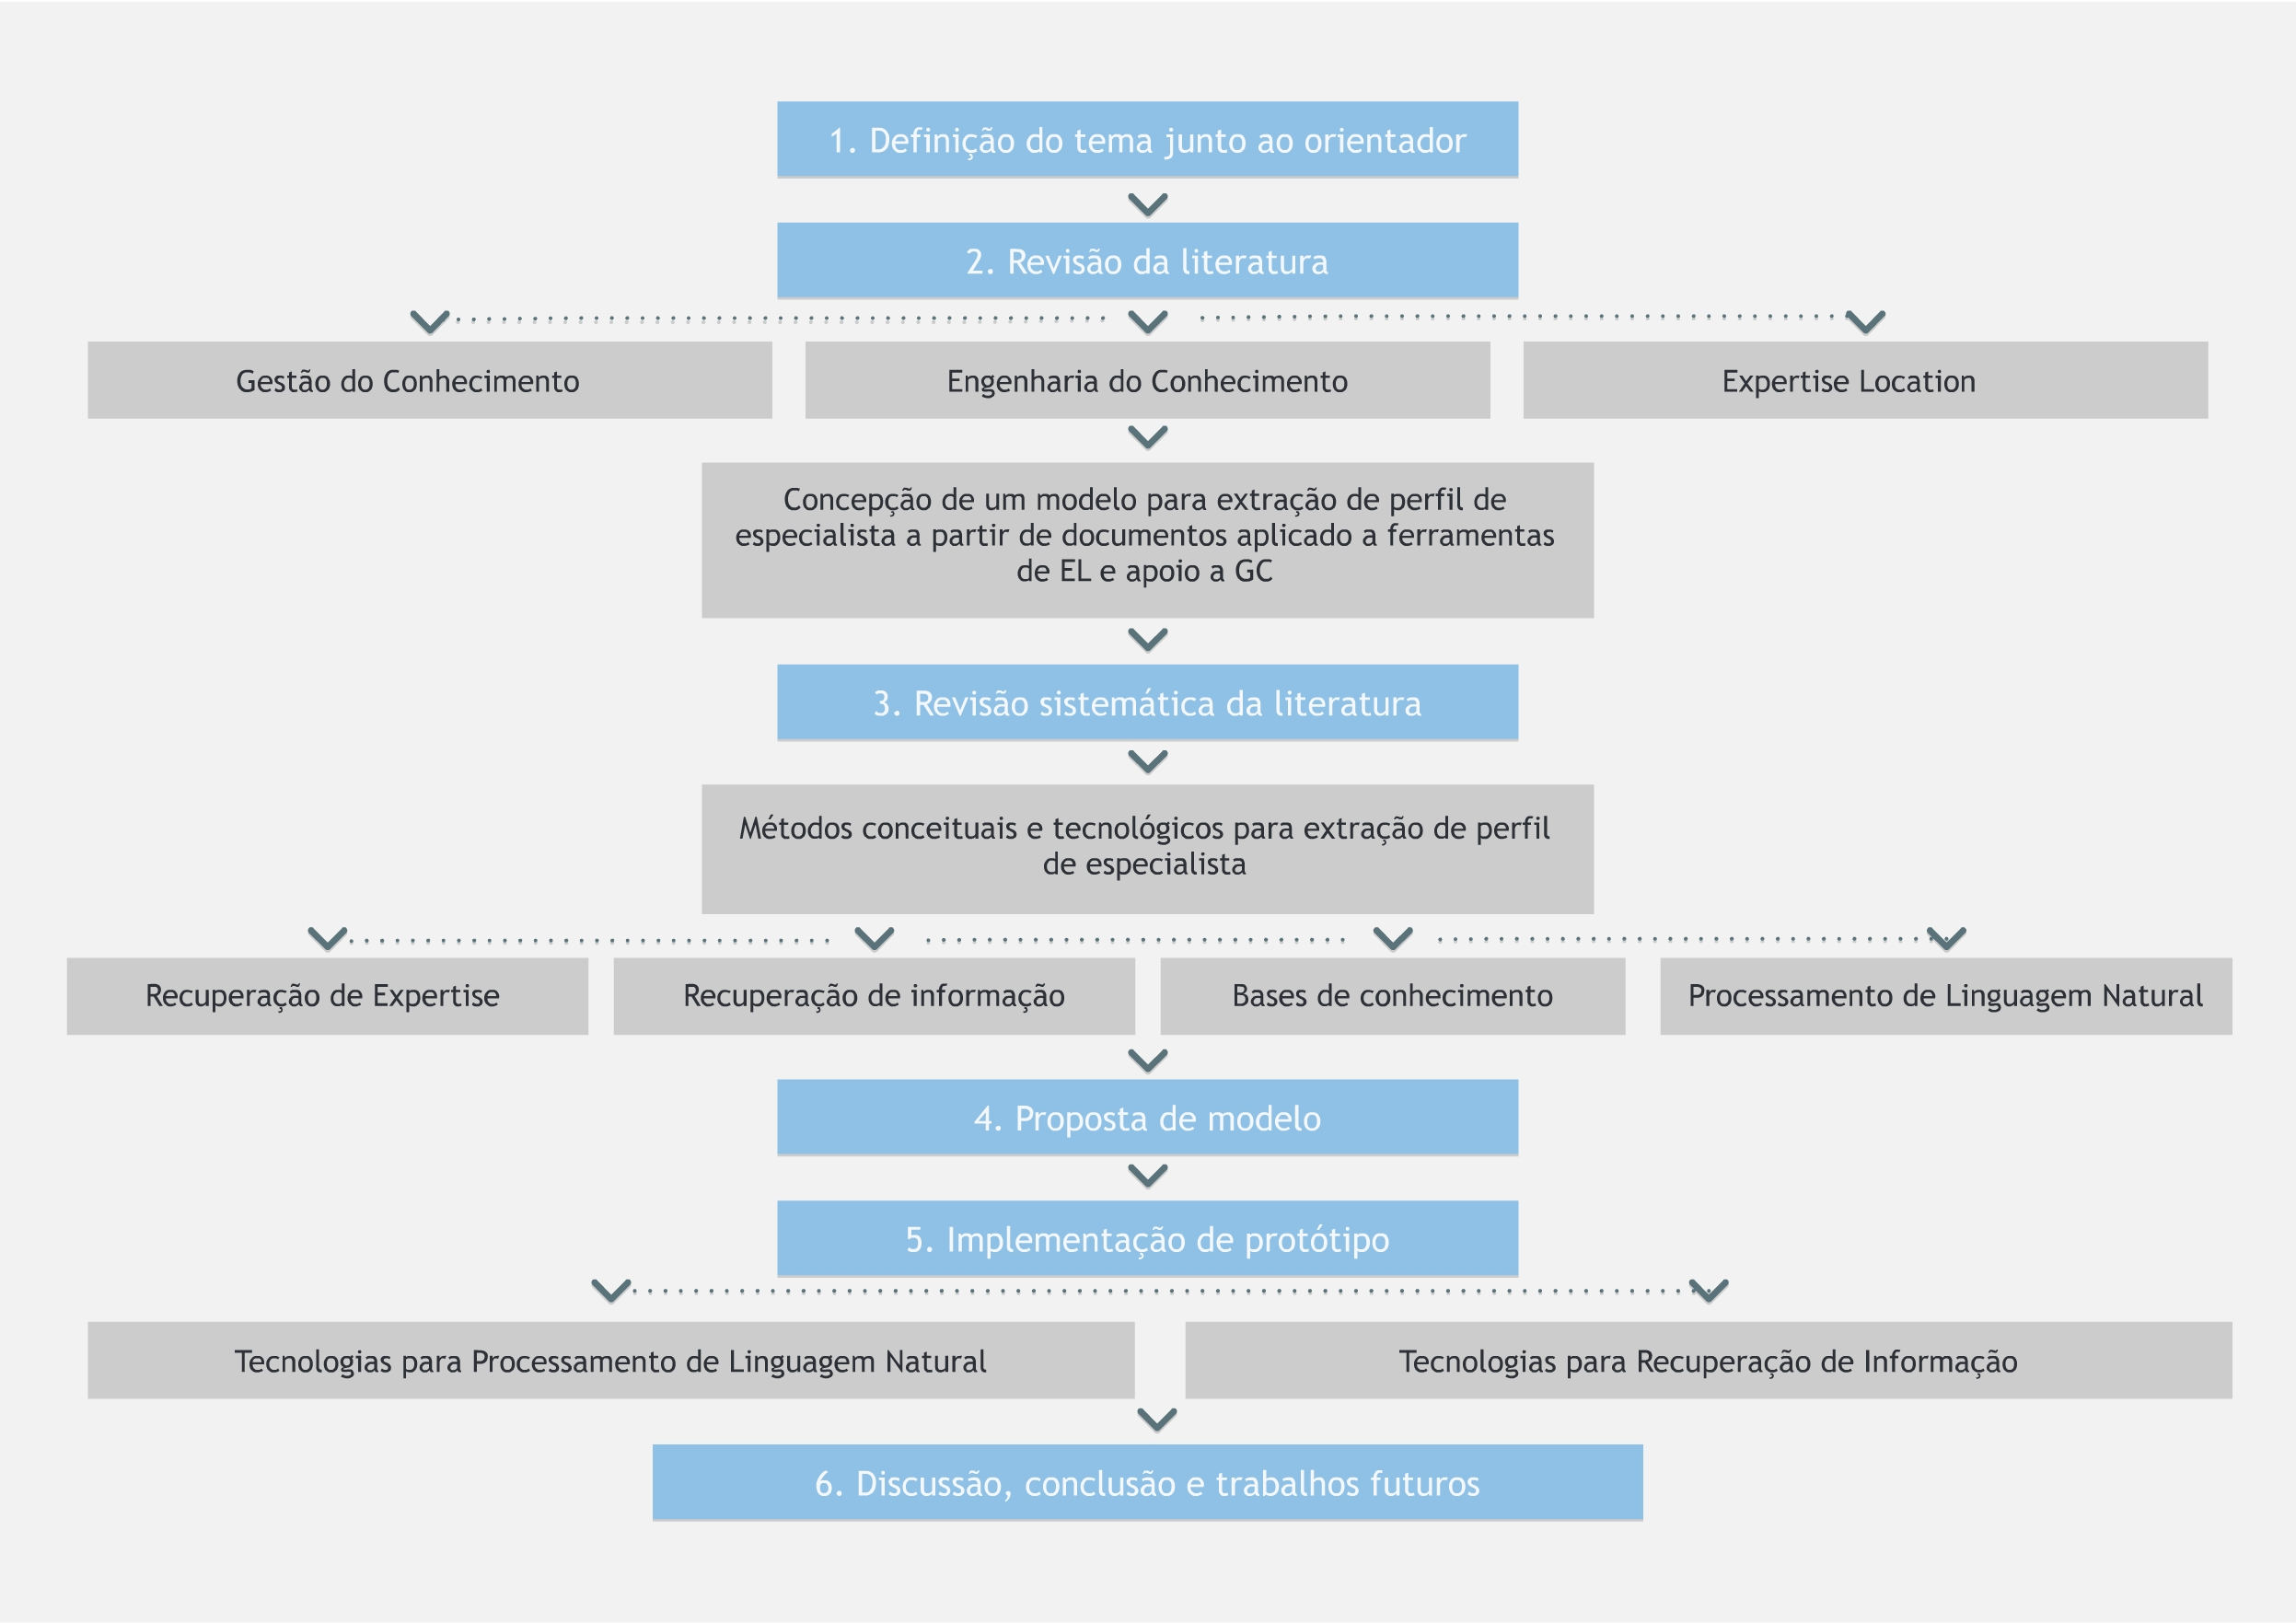 1. Definição do tema junto ao orientador
2. Revisão da literatura
Gestão do Conhecimento
Engenharia do Conhecimento
Expertise Location
Concepção de um modelo para extração de perfil de
especialista a partir de documentos aplicado a ferramentas
de EL e apoio a GC
3. Revisão sistemática da literatura
Métodos conceituais e tecnológicos para extração de perfil
de especialista
Recuperação de Expertise
Recuperação de informação
Bases de conhecimento
Processamento de Linguagem Natural
4. Proposta de modelo
5. Implementação de protótipo
Tecnologias para Processamento de Linguagem Natural
Tecnologias para Recuperação de Informação
6. Discussão, conclusão e trabalhos futuros